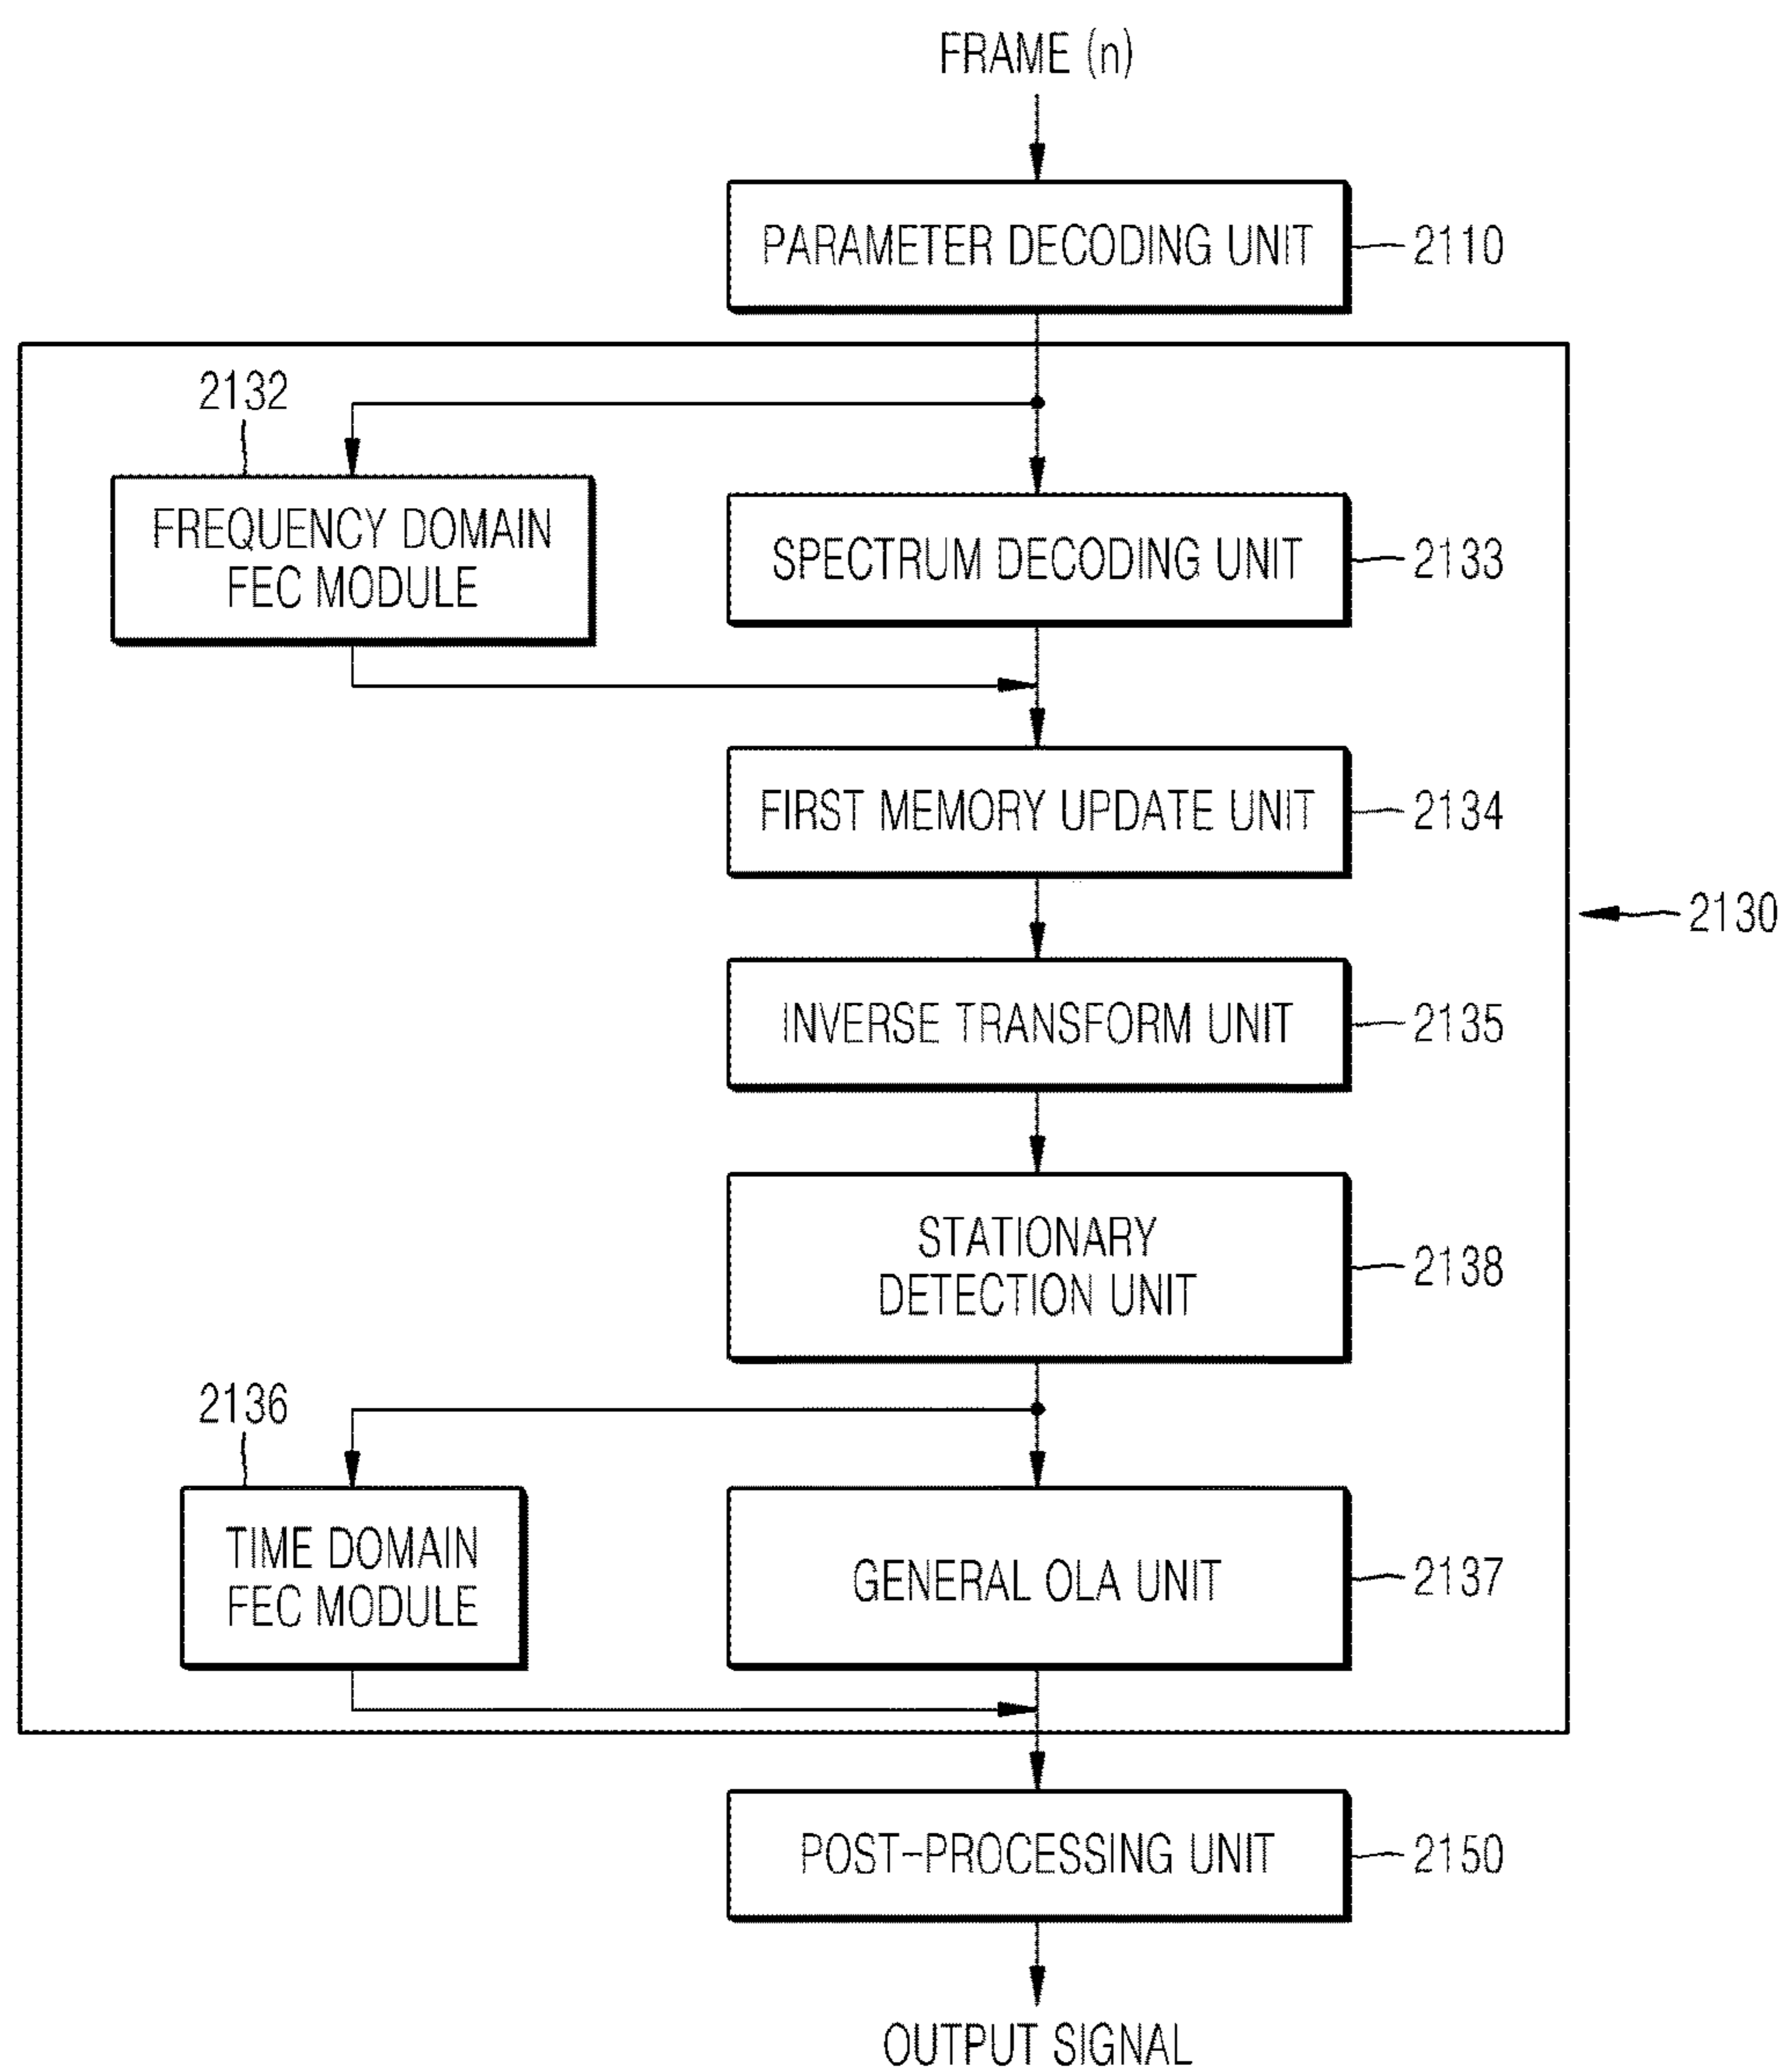 FRAME (n)
PARAMETER DECODING UNIT
2110
2132
FREQUENCY DOMAIN
FEC MODULE
SPECTRUM DECODING UNIT
2133
FIRST MEMORY UPDATE UNIT
2134
2130
INVERSE TRANSFORM UNIT
2135
STATIONARY
DETECTION UNIT
2138
2136
TIME DOMAIN
FEC MODULE
GENERAL OLA UNIT
2137
POST-PROCESSING UNIT
2150
OUTPUT SIGNAL